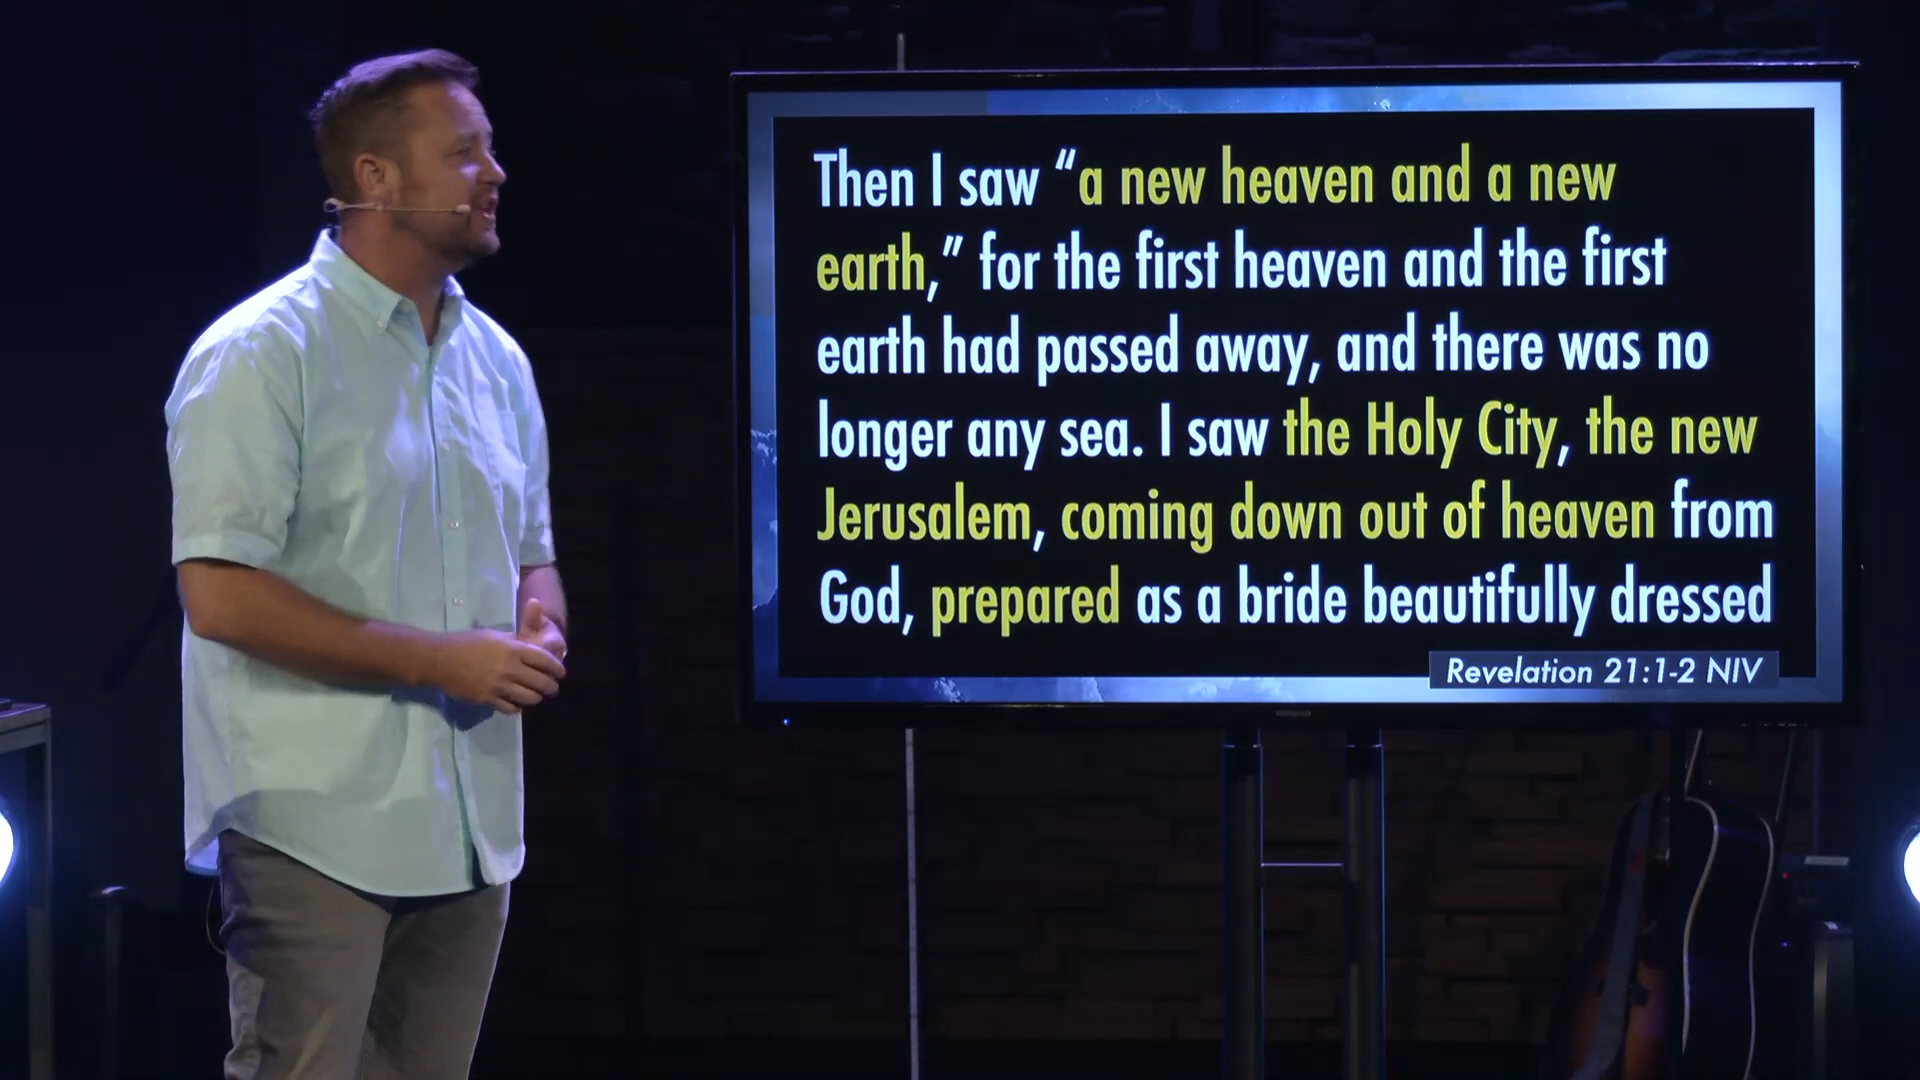 Then I saw “a new heaven and a new
earth,” for the first heaven and the first
earth had passed away, and there was no
longer any sea. I saw the Holy City, the new
Jerusalem, coming down out of heaven from
God, prepared as a bride beautifully dressed
Revelation 21:1-2 NIV